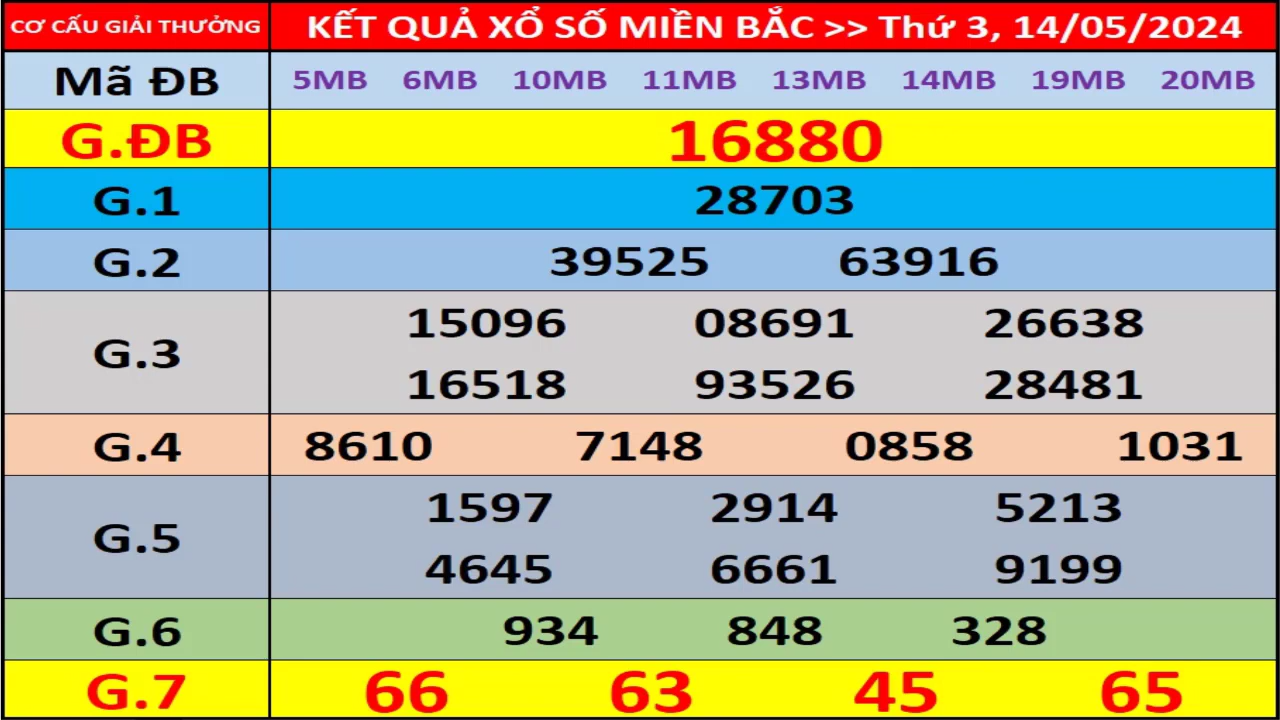 CƠ CẤU GIẢI THƯỞNG KẾT QUẢ XỔ SỐ MIỀN BẮC >> Thứ 3, 14/05/2024
Mã ĐB 5MB 6MB 10MB 11MB 13MB 14MB 19MB 20MB
G.ĐB 16880
G.1 28703
G.2 39525 63916
G.3
15096 08691 26638
16518 93526 28481
G.4 8610 7148 0858 1031
G.5
1597 2914 5213
4645 6661 9199
G.6 934 848 328
G.7 66 63 45 65